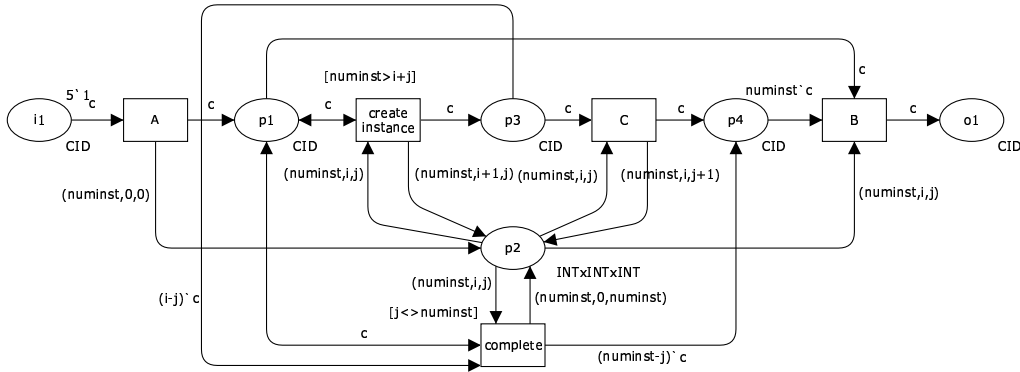 [numinst>i+j]
5`1
c
c
c
c
c
c
numinst`c
c
c
i1
A
p1
create
instance
p3
C
p4
B
o1
CID
CID
CID
CID
CID
(numinst,0,0)
(numinst,i,j)
(numinst,i+1,j)
(numinst,i,j)
(numinst,i,j+1)
(numinst,i,j)
p2
INTxINTxINT
(numinst,i,j)
(numinst,0,numinst)
(i-j)`c
[j<>numinst]
c
complete
(numinst-j)`c